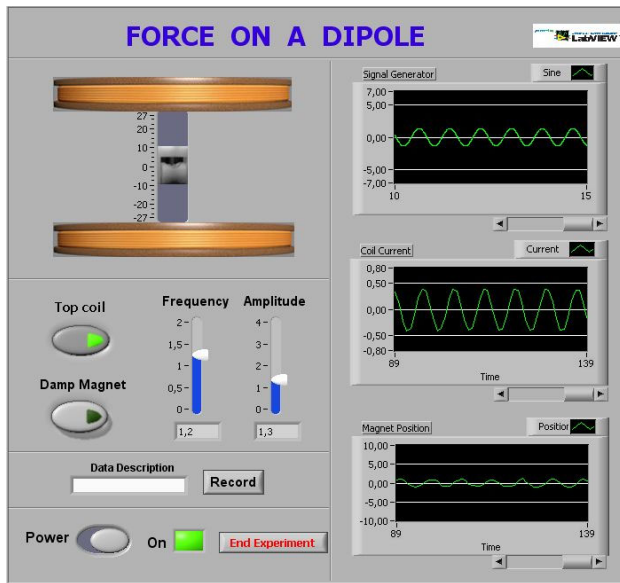 FORCE ON A DIPOLE
LabVIEW
27
20
10
0
-10
-20
-27
Top coil
Damp Magnet
Frequency
2
1,5
1
0,5
0
1,2
Amplitude
4
3
2
1
0
1,3
Data Description
Record
Power
On
End Experiment
Signal Generator
Sine
7,00
5,00
0,00
-5,00
-7,00
10 15
Coil Current
Current
0,80
0,50
0,00
-0,50
-0,80
89 139
Time
Magnet Position
Position
10,00
5,00
0,00
-5,00
-10,00
89 139
Time